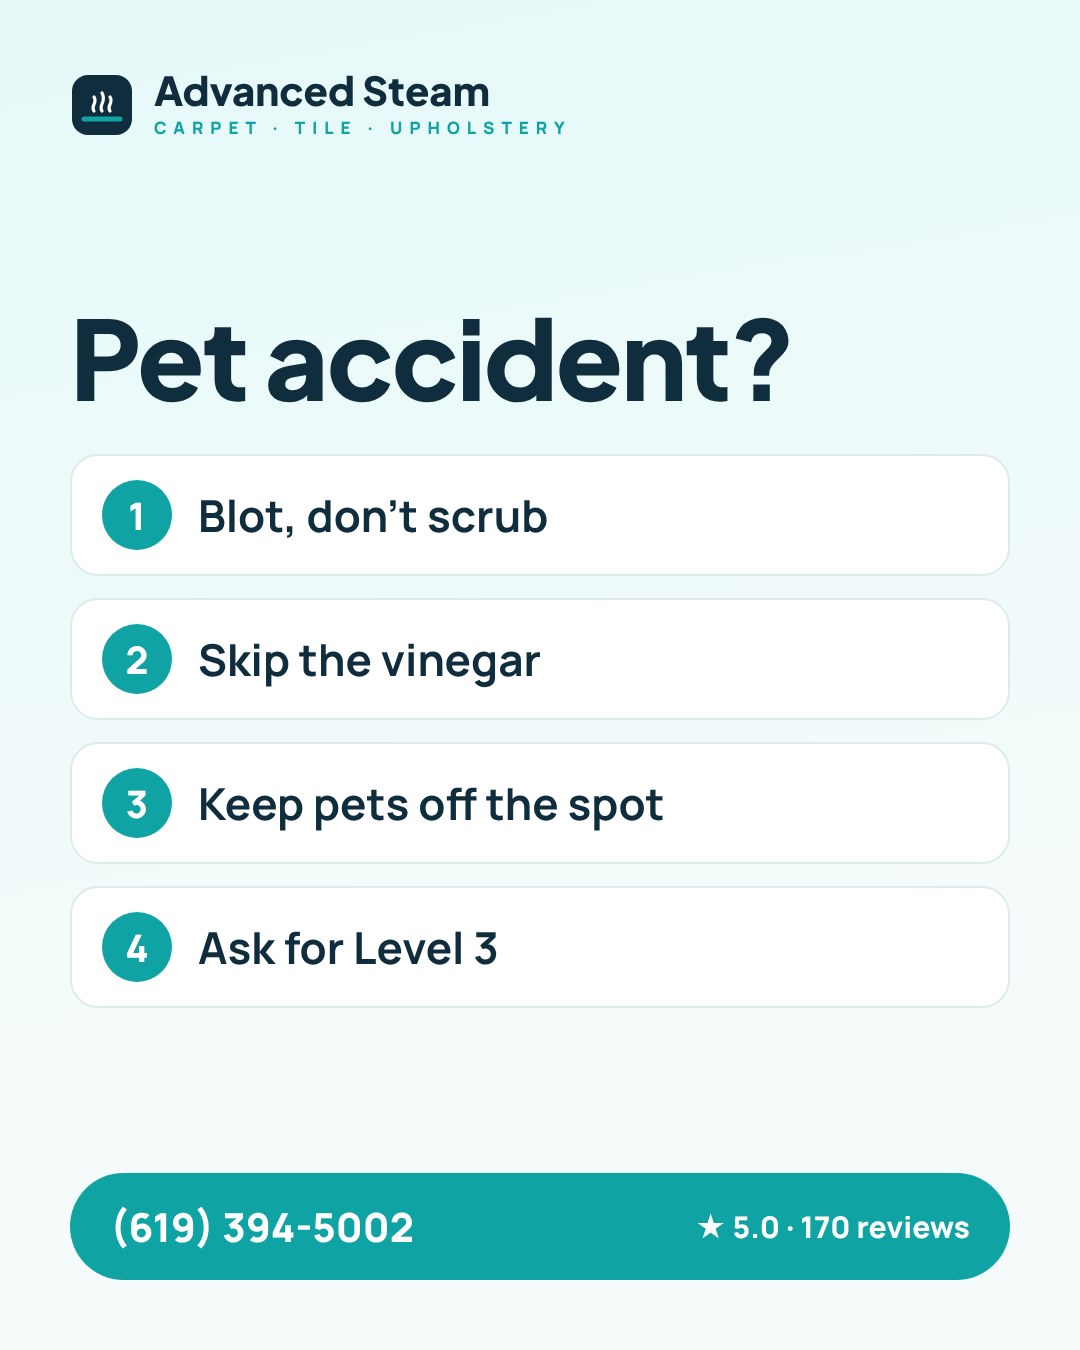 Advanced Steam
CARPET · TILE · UPHOLSTERY
Pet accident?
1 Blot, don’t scrub
2 Skip the vinegar
3 Keep pets off the spot
4 Ask for Level 3
(619) 394-5002 ★ 5.0 · 170 reviews